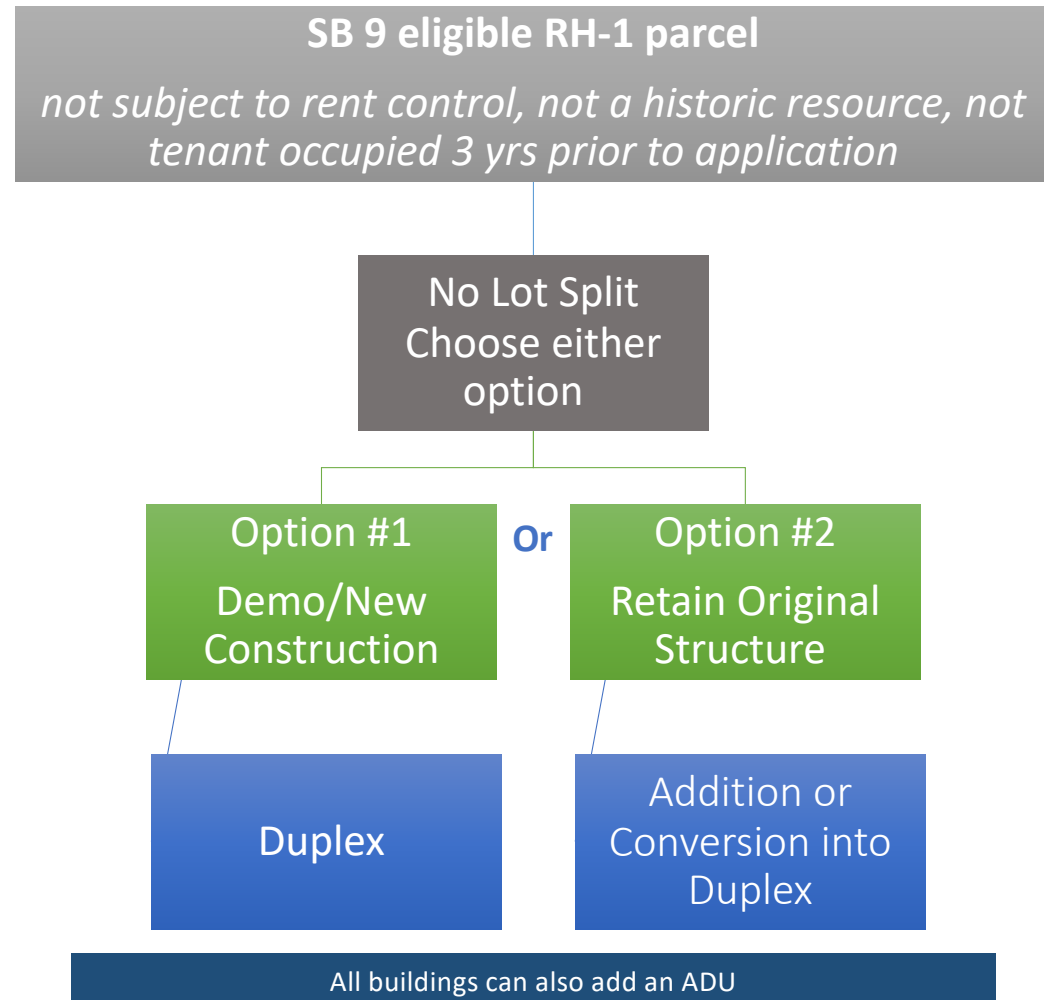 SB 9 eligible RH-1 parcel
not subject to rent control, not a historic resource, not
tenant occupied 3 yrs prior to application
No Lot Split
Choose either
option
Option #1
Demo/New
Construction
Or
Option #2
Retain Original
Structure
Duplex
Addition or
Conversion into
Duplex
All buildings can also add an ADU